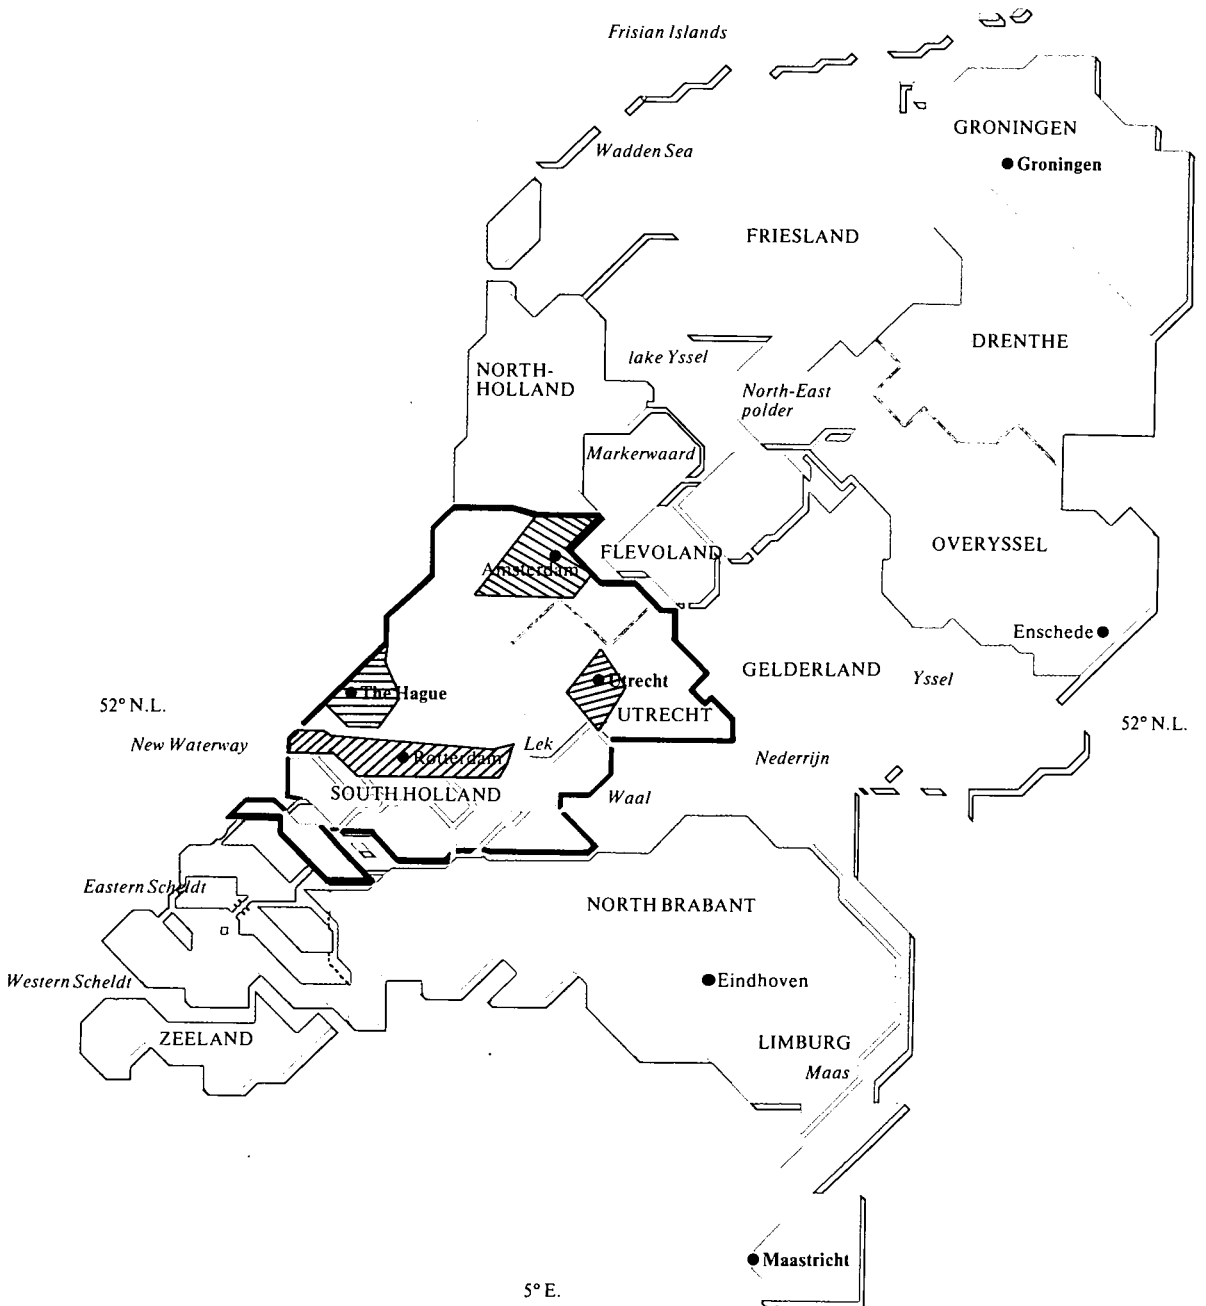 Frisian Islands
GRONINGEN
Wadden Sea
Groningen
FRIESLAND
DRENTHE
lake Yssel
NORTH-
HOLLAND
North-East
polder
Markerwaard
OVERYSSEL
FLEVOLAND
Amsterdam
Enschede
GELDERLAND
Yssel
Utrecht
The Hague
52° N.L.
UTRECHT
52° N.L.
New Waterway
Lek
Rotterdam
Nederrijn
SOUTH HOLLAND
Waal
Eastern Scheldt
NORTH BRABANT
Western Scheldt
Eindhoven
ZEELAND
LIMBURG
Maas
Maastricht
5° E.